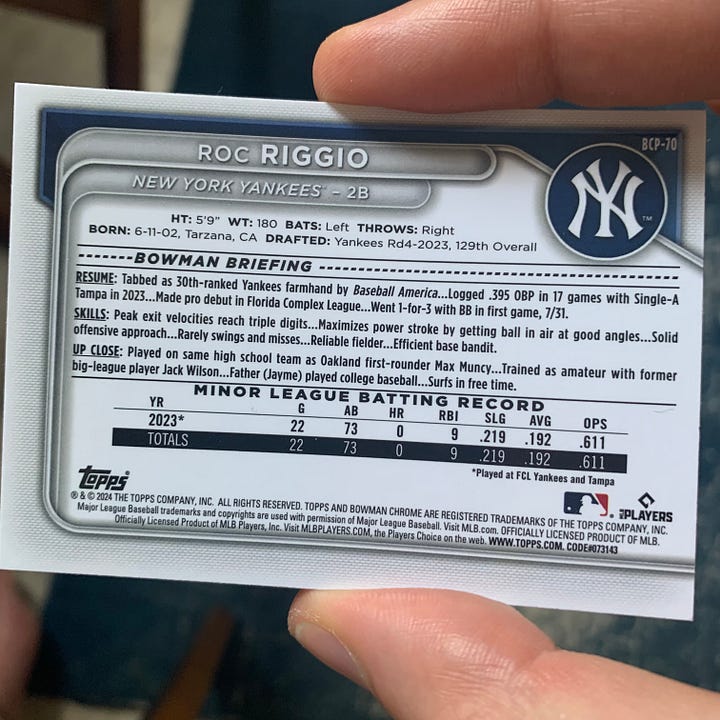 BCP-70
ROC RIGGIO
NEW YORK YANKEES™ - 2B
NY
TM
HT: 5'9" WT: 180 BATS: Left THROWS: Right
BORN: 6-11-02, Tarzana, CA DRAFTED: Yankees Rd4-2023, 129th Overall
BOWMAN BRIEFING
RESUME: Tabbed as 30th-ranked Yankees farmhand by Baseball America...Logged .395 OBP in 17 games with Single-A
Tampa in 2023...Made pro debut in Florida Complex League...Went 1-for-3 with BB in first game, 7/31.
SKILLS: Peak exit velocities reach triple digits...Maximizes power stroke by getting ball in air at good angles...Solid
offensive approach...Rarely swings and misses...Reliable fielder...Efficient base bandit.
UP CLOSE: Played on same high school team as Oakland first-rounder Max Muncy...Trained as amateur with former
big-league player Jack Wilson...Father (Jayme) played college baseball...Surfs in free time.
MINOR LEAGUE BATTING RECORD
YR G AB HR RBI SLG AVG OPS
2023* 22 73 0 9 .219 .192 .611
TOTALS 22 73 0 9 .219 .192 .611
*Played at FCL Yankees and Tampa
Topps®
PLAYERS
® & © 2024 THE TOPPS COMPANY, INC. ALL RIGHTS RESERVED. TOPPS AND BOWMAN CHROME ARE REGISTERED TRADEMARKS OF THE TOPPS COMPANY, INC.
Major League Baseball trademarks and copyrights are used with permission of Major League Baseball. Visit MLB.com. OFFICIALLY LICENSED PRODUCT OF MLB.
Officially Licensed Product of MLB Players, Inc. Visit MLBPLAYERS.COM, the Players Choice on the web. WWW.TOPPS.COM. CODE#073143